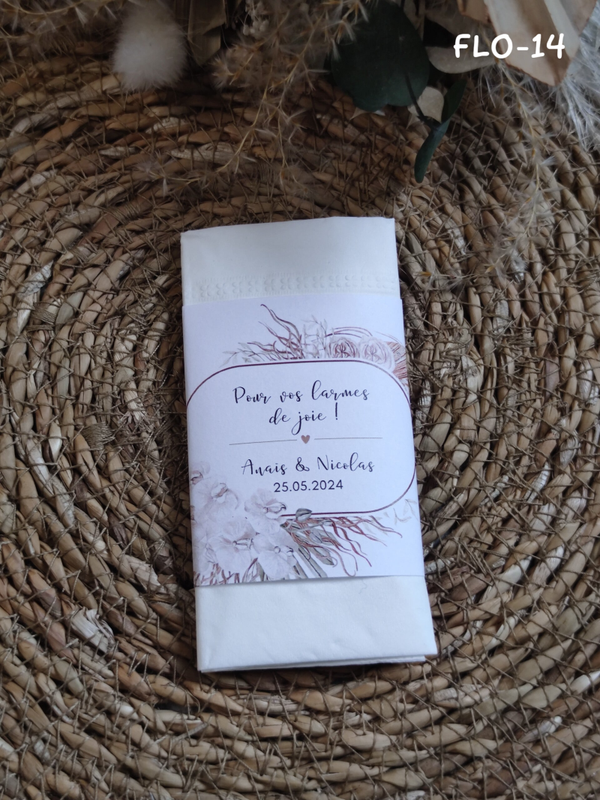 FLO-14
Pour vos larmes
de joie !
Anais & Nicolas
25.05.2024